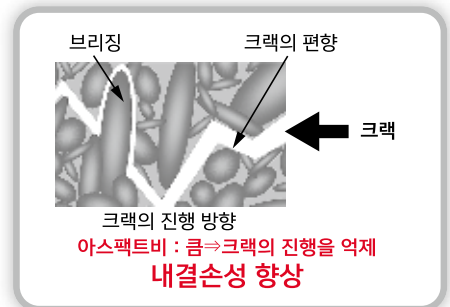 브리징
크랙의 편향
크랙
크랙의 진행 방향
아스팩트비 : 큼⇒크랙의 진행을 억제
내결손성 향상